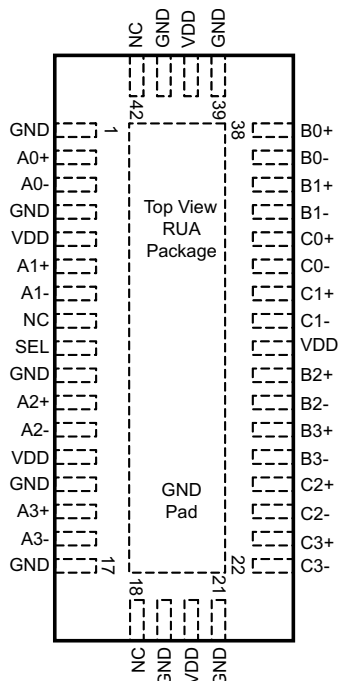 NC GND VDD GND
42 39
GND 1 38 B0+
A0+ B0-
A0- B1+
GND B1-
VDD C0+
A1+ C0-
A1- C1+
NC C1-
SEL VDD
GND B2+
A2+ B2-
A2- B3+
VDD B3-
GND C2+
A3+ C2-
A3- C3+
GND 17 22 C3-
Top View
RUA
Package
GND
Pad
18 21
NC GND VDD GND